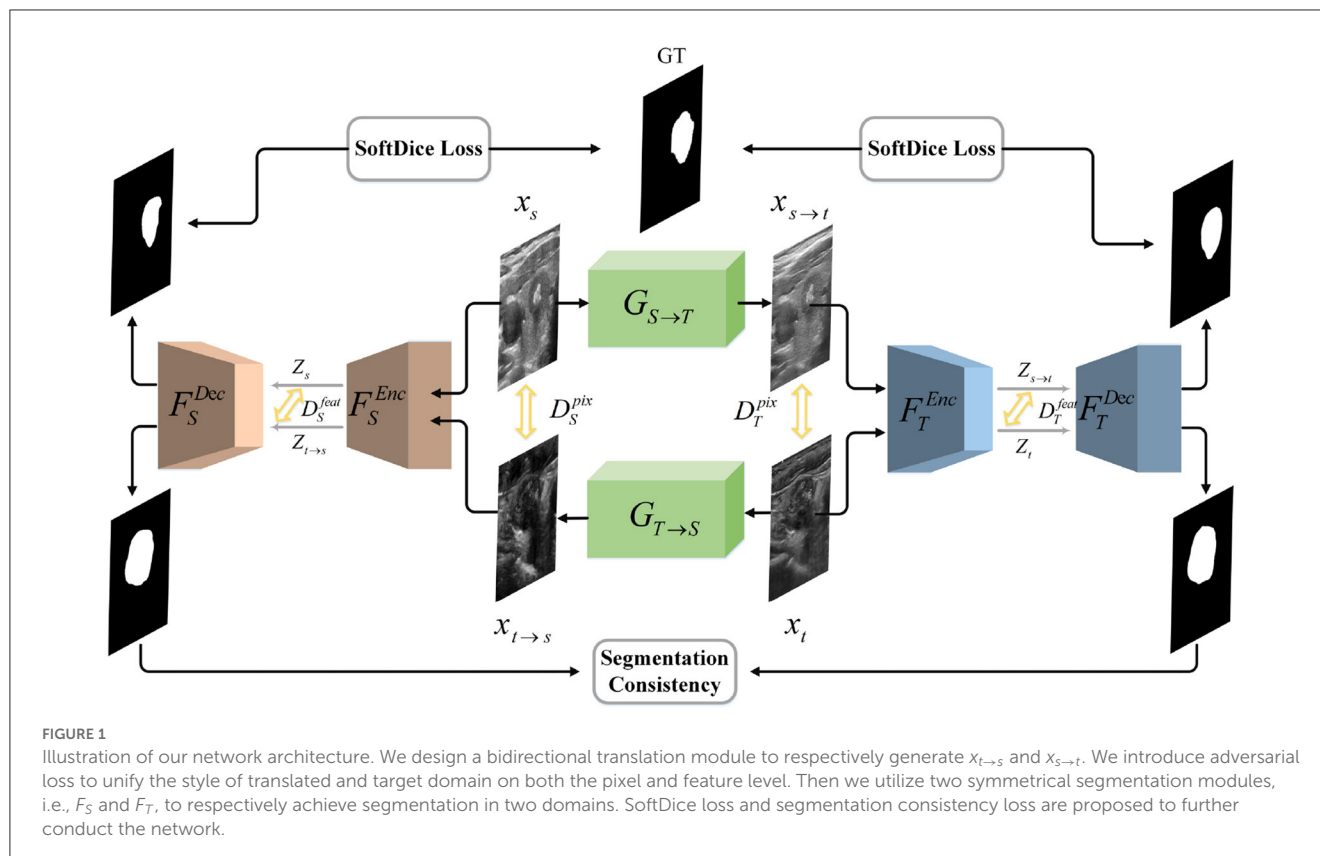 GT
SoftDice Loss
SoftDice Loss
x_s
x_{s→t}
G_{S→T}
F_S^{Dec}
Z_s
D_S^{feat}
Z_{t→s}
F_S^{Enc}
D_S^{pix}
D_T^{pix}
F_T^{Enc}
Z_{s→t}
D_T^{feat}
Z_t
F_T^{Dec}
G_{T→S}
x_{t→s}
x_t
Segmentation
Consistency
FIGURE 1
Illustration of our network architecture. We design a bidirectional translation module to respectively generate x_{t→s} and x_{s→t}. We introduce adversarial
loss to unify the style of translated and target domain on both the pixel and feature level. Then we utilize two symmetrical segmentation modules,
i.e., F_S and F_T, to respectively achieve segmentation in two domains. SoftDice loss and segmentation consistency loss are proposed to further
conduct the network.